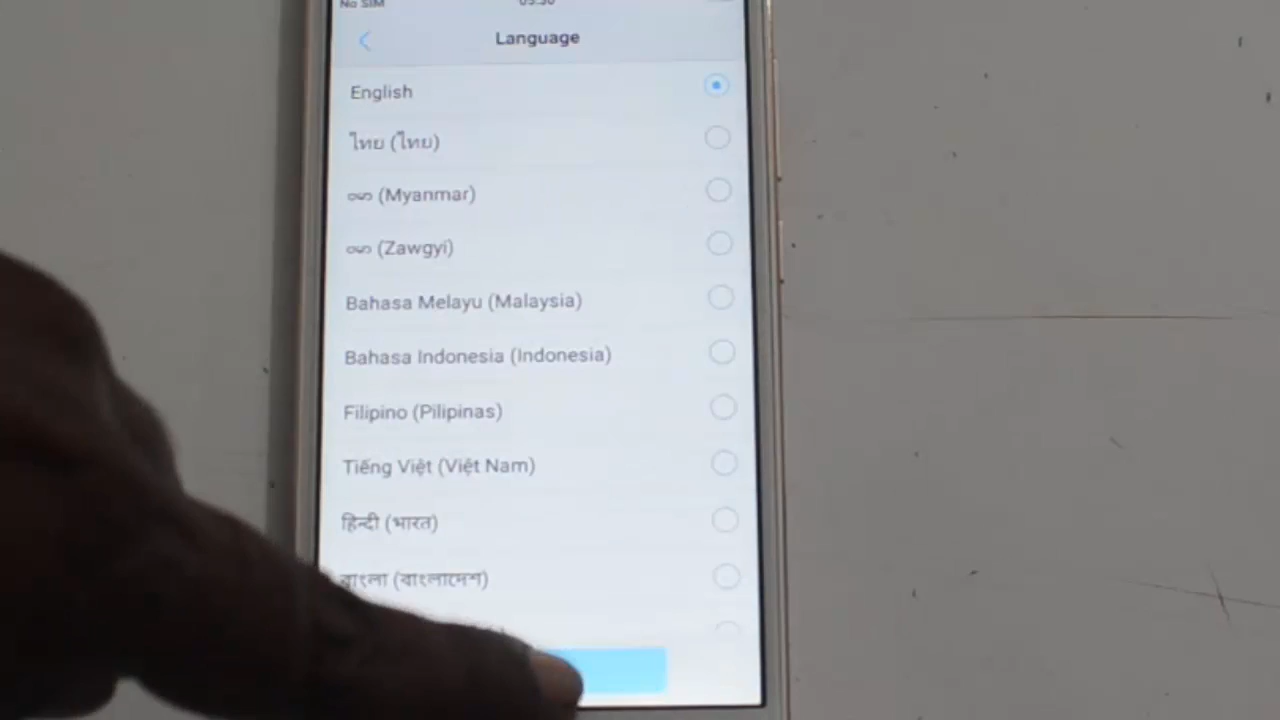 No SIM
Language
English
ไทย (ไทย)
ဗမာ (Myanmar)
ဗမာ (Zawgyi)
Bahasa Melayu (Malaysia)
Bahasa Indonesia (Indonesia)
Filipino (Pilipinas)
Tiếng Việt (Việt Nam)
हिन्दी (भारत)
বাংলা (বাংলাদেশ)